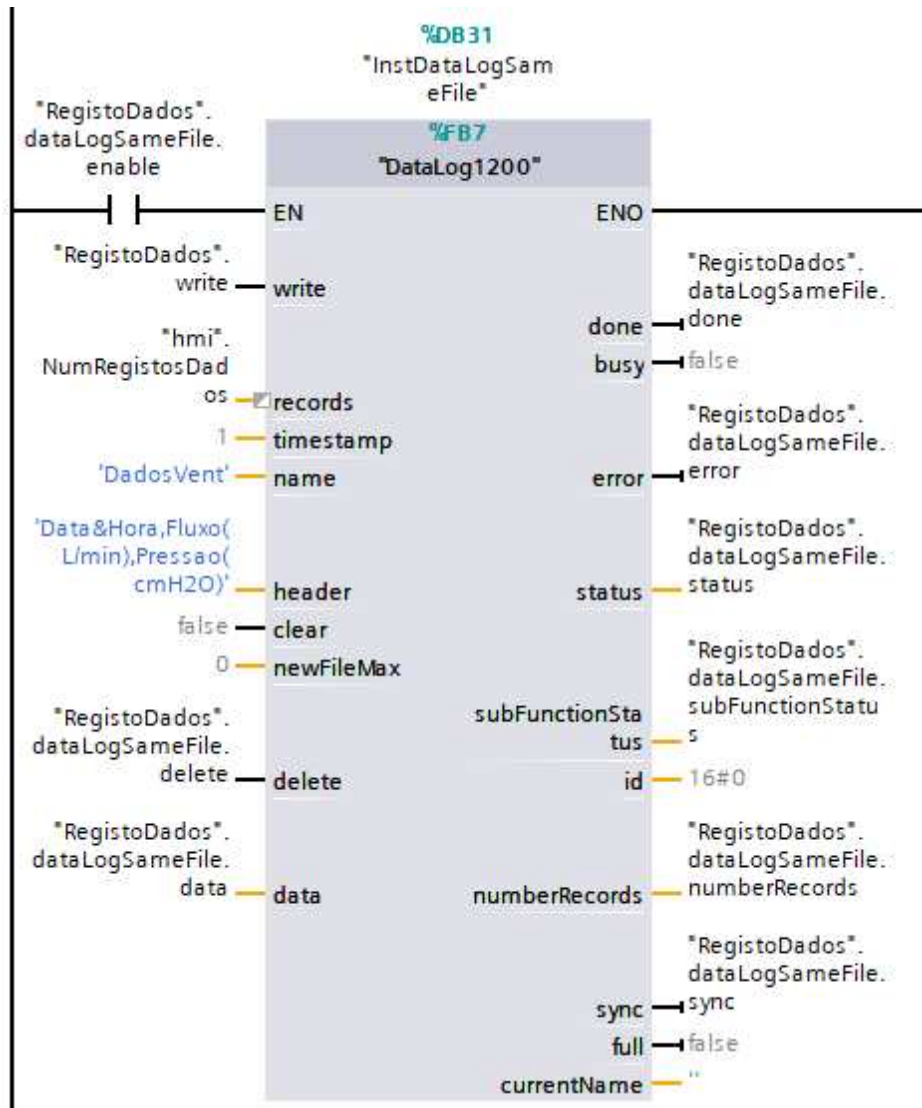 %DB31
"InstDataLogSam
eFile"
"RegistoDados".
dataLogSameFile.
enable
%FB7
"DataLog1200"
EN
ENO
"RegistoDados".
write
write
"RegistoDados".
dataLogSameFile.
done
done
busy
false
"hmi".
NumRegistosDad
os
records
1
timestamp
'DadosVent'
name
"RegistoDados".
dataLogSameFile.
error
error
'Data&Hora,Fluxo(
L/min),Pressao(
cmH2O)'
header
"RegistoDados".
dataLogSameFile.
status
status
false
clear
0
newFileMax
"RegistoDados".
dataLogSameFile.
subFunctionStatu
s
subFunctionSta
tus
"RegistoDados".
dataLogSameFile.
delete
delete
id
16#0
"RegistoDados".
dataLogSameFile.
data
data
"RegistoDados".
dataLogSameFile.
numberRecords
numberRecords
"RegistoDados".
dataLogSameFile.
sync
sync
full
false
currentName
''